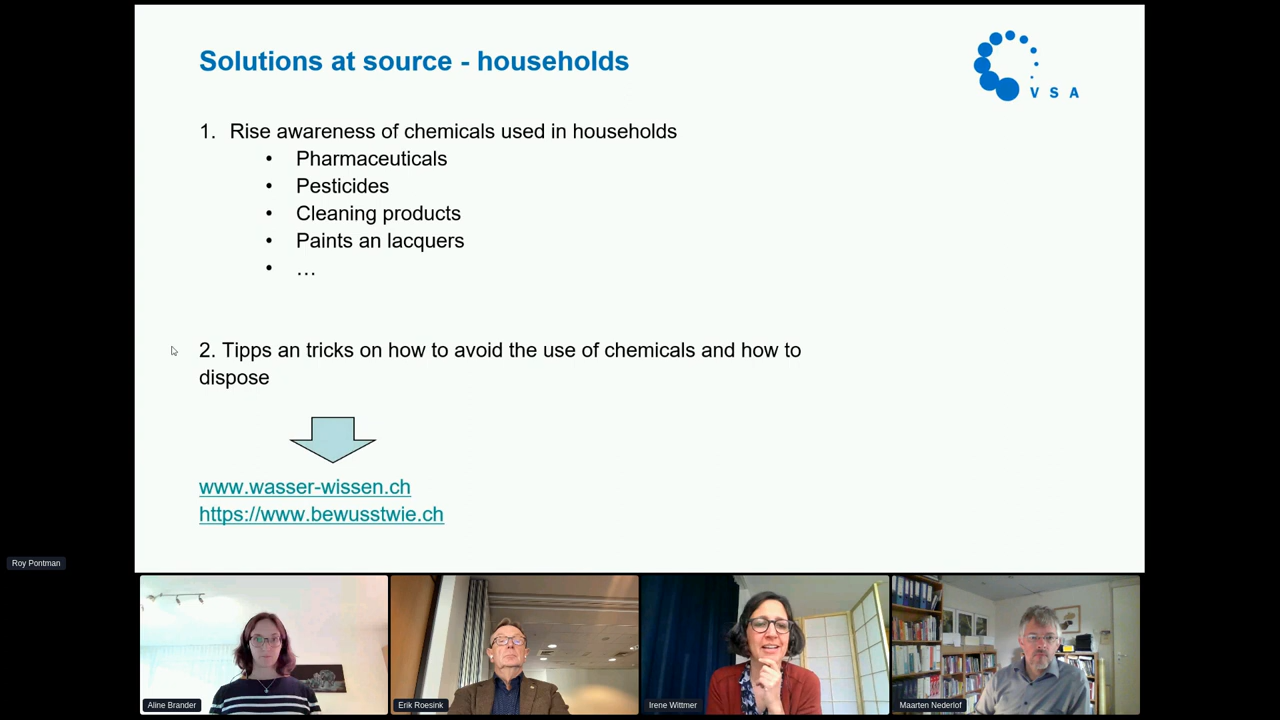 Solutions at source - households
VSA
1. Rise awareness of chemicals used in households
• Pharmaceuticals
• Pesticides
• Cleaning products
• Paints an lacquers
• …
2. Tipps an tricks on how to avoid the use of chemicals and how to
dispose
www.wasser-wissen.ch
https://www.bewusstwie.ch
Roy Pontman
Aline Brander
Erik Roesink
Irene Wittmer
Maarten Nederlof